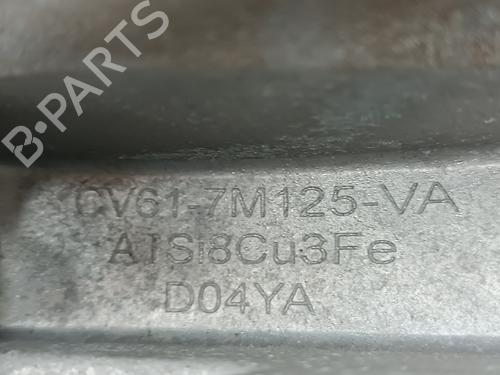 B-PARTS
CV61-7M125-VA
AlSi8Cu3Fe
D04YA